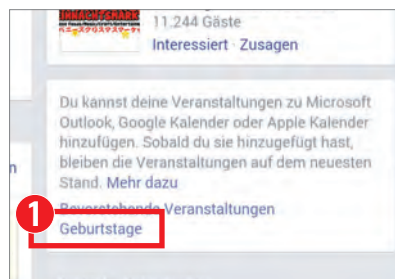 11.244 Gäste
Interessiert · Zusagen
Du kannst deine Veranstaltungen zu Microsoft
Outlook, Google Kalender oder Apple Kalender
hinzufügen. Sobald du sie hinzugefügt hast,
bleiben die Veranstaltungen auf dem neuesten
Stand. Mehr dazu
1
Bevorstehende Veranstaltungen
Geburtstage